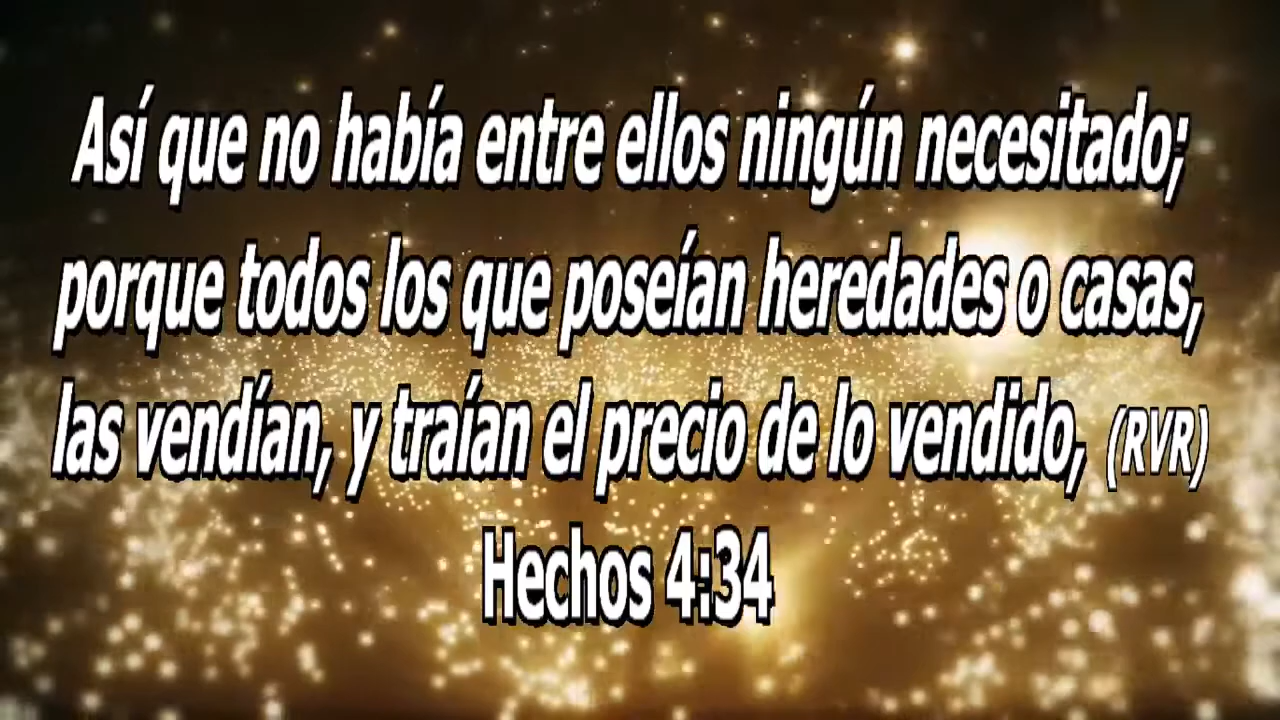 Así que no había entre ellos ningún necesitado;
porque todos los que poseían heredades o casas,
las vendían, y traían el precio de lo vendido, (RVR)
Hechos 4:34